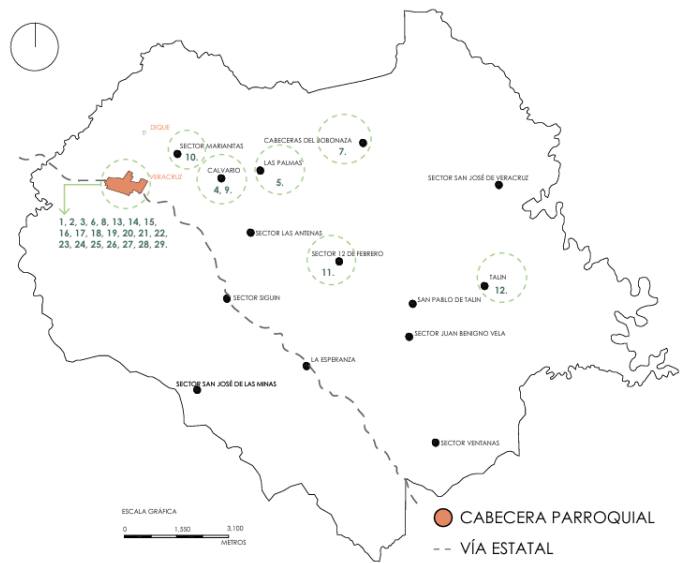 DIQUE
CABECERAS DEL BOBONAZA
7.
SECTOR MARIANITAS
10.
LAS PALMAS
5.
CALVARIO
4, 9.
VERACRUZ
SECTOR SAN JOSÉ DE VERACRUZ
1, 2, 3, 6, 8, 13, 14, 15,
16, 17, 18, 19, 20, 21, 22,
23, 24, 25, 26, 27, 28, 29.
SECTOR LAS ANTENAS
SECTOR 12 DE FEBRERO
11.
TALIN
12.
SECTOR SIGUIN
SAN PABLO DE TALIN
SECTOR JUAN BENIGNO VELA
LA ESPERANZA
SECTOR SAN JOSÉ DE LAS MINAS
SECTOR VENTANAS
ESCALA GRÁFICA
0 1,550 3,100
METROS
CABECERA PARROQUIAL
VÍA ESTATAL